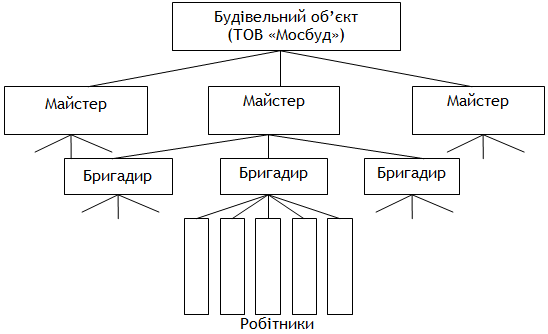 Будівельний об’єкт
(ТОВ «Мосбуд»)
Майстер
Майстер
Майстер
Бригадир
Бригадир
Бригадир
Робітники